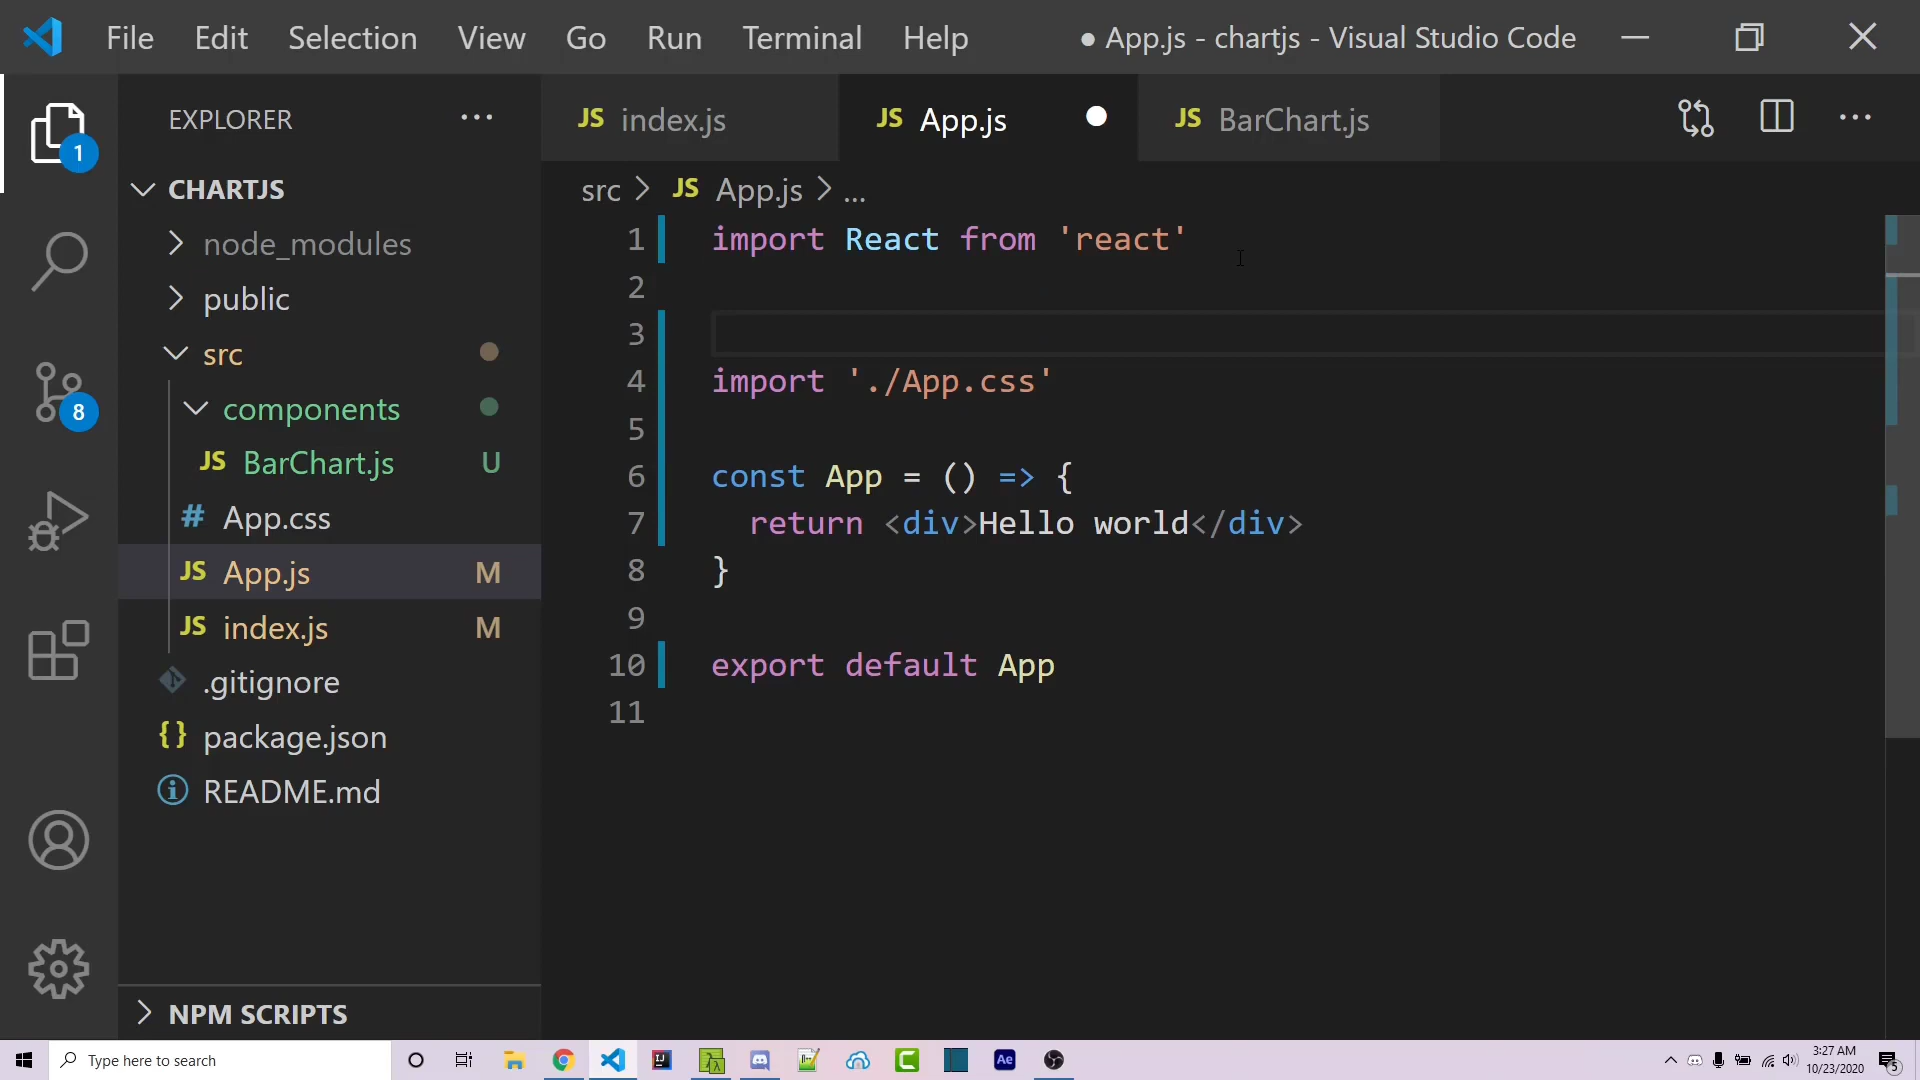 File Edit Selection View Go Run Terminal Help ● App.js - chartjs - Visual Studio Code
EXPLORER
JS index.js
JS App.js
JS BarChart.js
1
CHARTJS
src > JS App.js > ...
node_modules
public
src
components
8
JS BarChart.js U
# App.css
JS App.js M
JS index.js M
.gitignore
{} package.json
README.md
NPM SCRIPTS
1 import React from 'react'
2
3
4 import './App.css'
5
6 const App = () => {
7 return <div>Hello world</div>
8 }
9
10 export default App
11
Type here to search
IJ
Ae
3:27 AM
10/23/2020
5